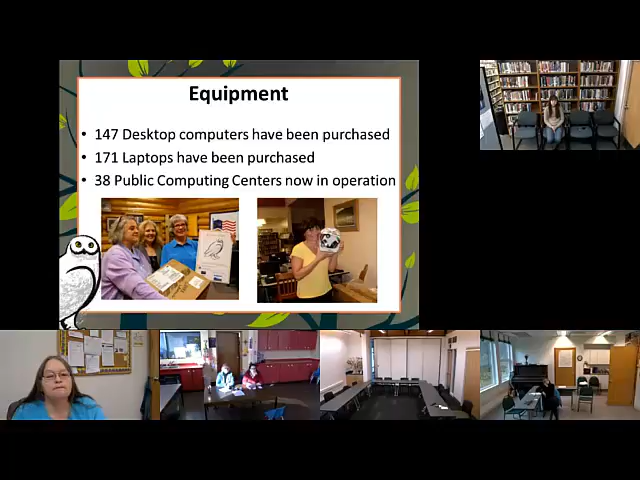 Equipment
• 147 Desktop computers have been purchased
• 171 Laptops have been purchased
• 38 Public Computing Centers now in operation